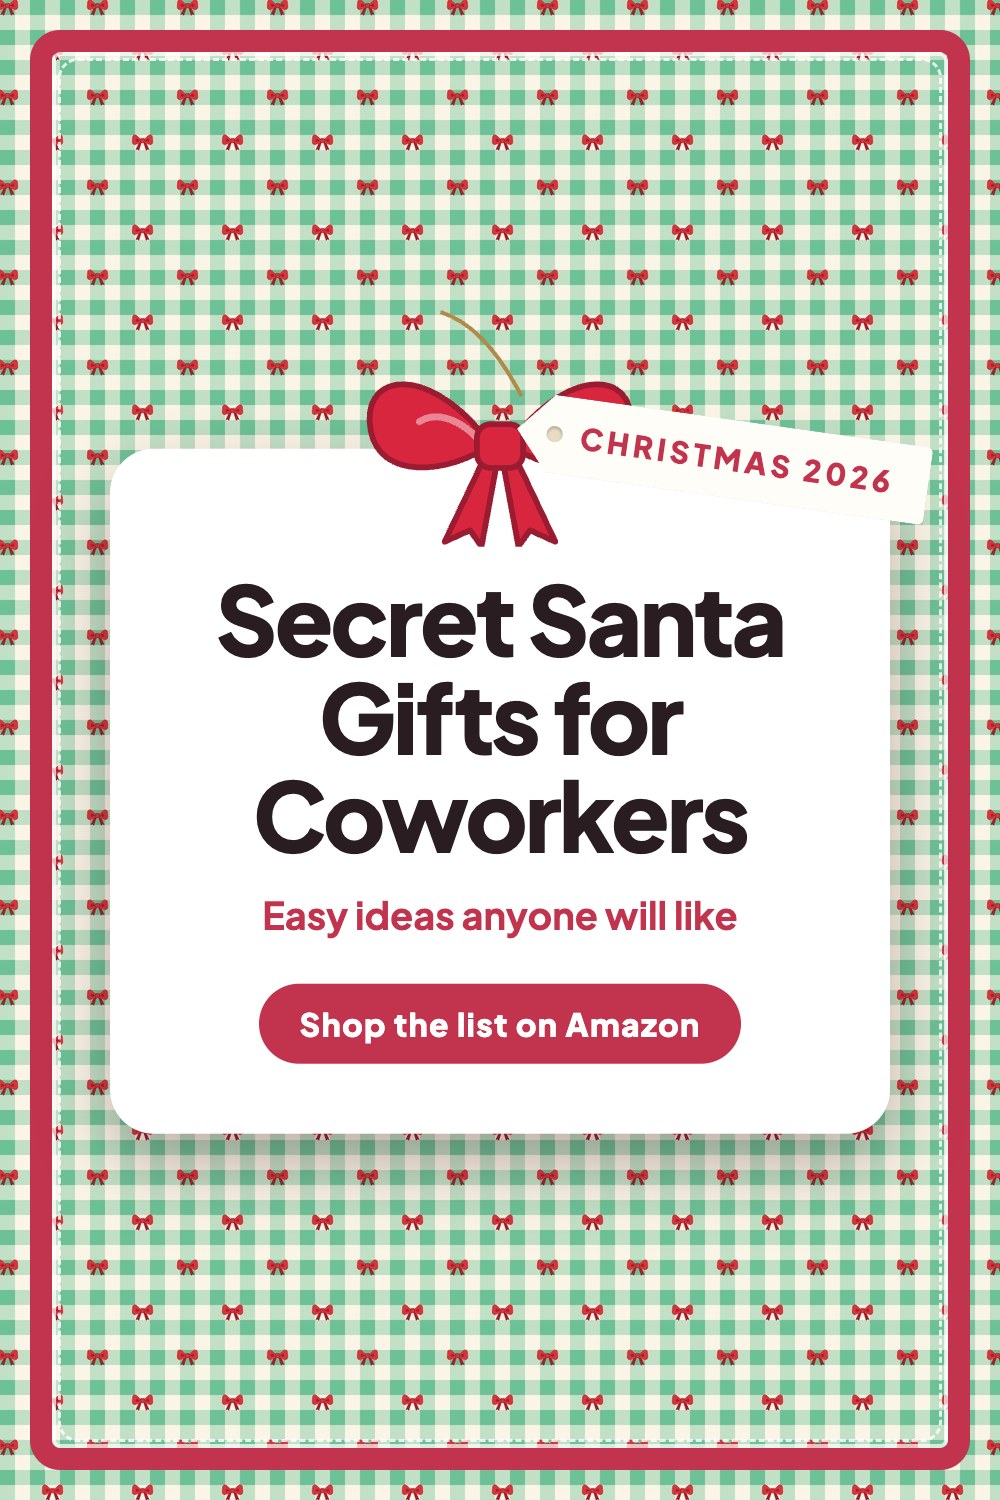 CHRISTMAS 2026
Secret Santa
Gifts for
Coworkers
Easy ideas anyone will like
Shop the list on Amazon